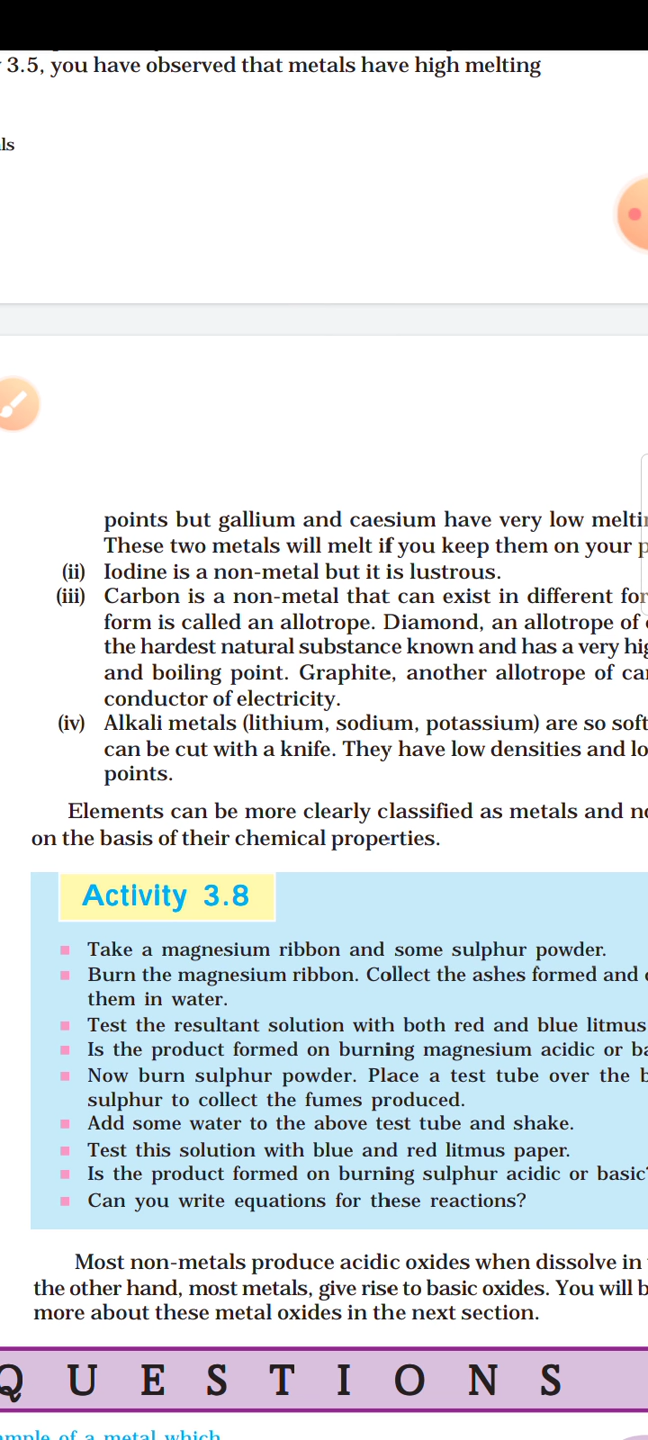 3.5, you have observed that metals have high melting
ls
points but gallium and caesium have very low
These two metals will melt if you keep them on your
(ii) Iodine is a non-metal but it is lustrous.
(iii) Carbon is a non-metal that can exist in different
form is called an allotrope. Diamond, an allotrope of
the hardest natural substance known and has a very
and boiling point. Graphite, another allotrope of
conductor of electricity.
(iv) Alkali metals (lithium, sodium, potassium) are so soft
can be cut with a knife. They have low densities and
points.
Elements can be more clearly classified as metals and
on the basis of their chemical properties.
Activity 3.8
Take a magnesium ribbon and some sulphur powder.
Burn the magnesium ribbon. Collect the ashes formed and
them in water.
Test the resultant solution with both red and blue litmus
Is the product formed on burning magnesium acidic or
Now burn sulphur powder. Place a test tube over the
sulphur to collect the fumes produced.
Add some water to the above test tube and shake.
Test this solution with blue and red litmus paper.
Is the product formed on burning sulphur acidic or basic?
Can you write equations for these reactions?
Most non-metals produce acidic oxides when dissolve in
the other hand, most metals, give rise to basic oxides. You will
more about these metal oxides in the next section.
Q U E S T I O N S
of a metal which